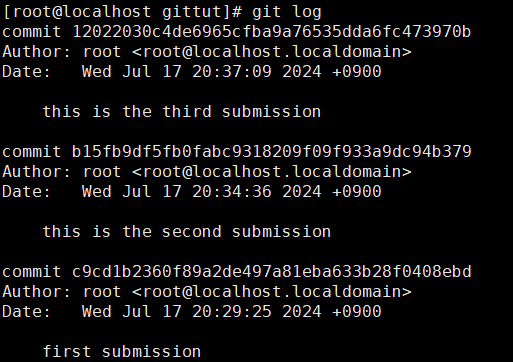 [root@localhost gittut]# git log
commit 12022030c4de6965cfba9a76535dda6fc473970b
Author: root <root@localhost.localdomain>
Date:   Wed Jul 17 20:37:09 2024 +0900
this is the third submission
commit b15fb9df5fb0fabc9318209f09f933a9dc94b379
Author: root <root@localhost.localdomain>
Date:   Wed Jul 17 20:34:36 2024 +0900
this is the second submission
commit c9cd1b2360f89a2de497a81eba633b28f0408ebd
Author: root <root@localhost.localdomain>
Date:   Wed Jul 17 20:29:25 2024 +0900
first submission